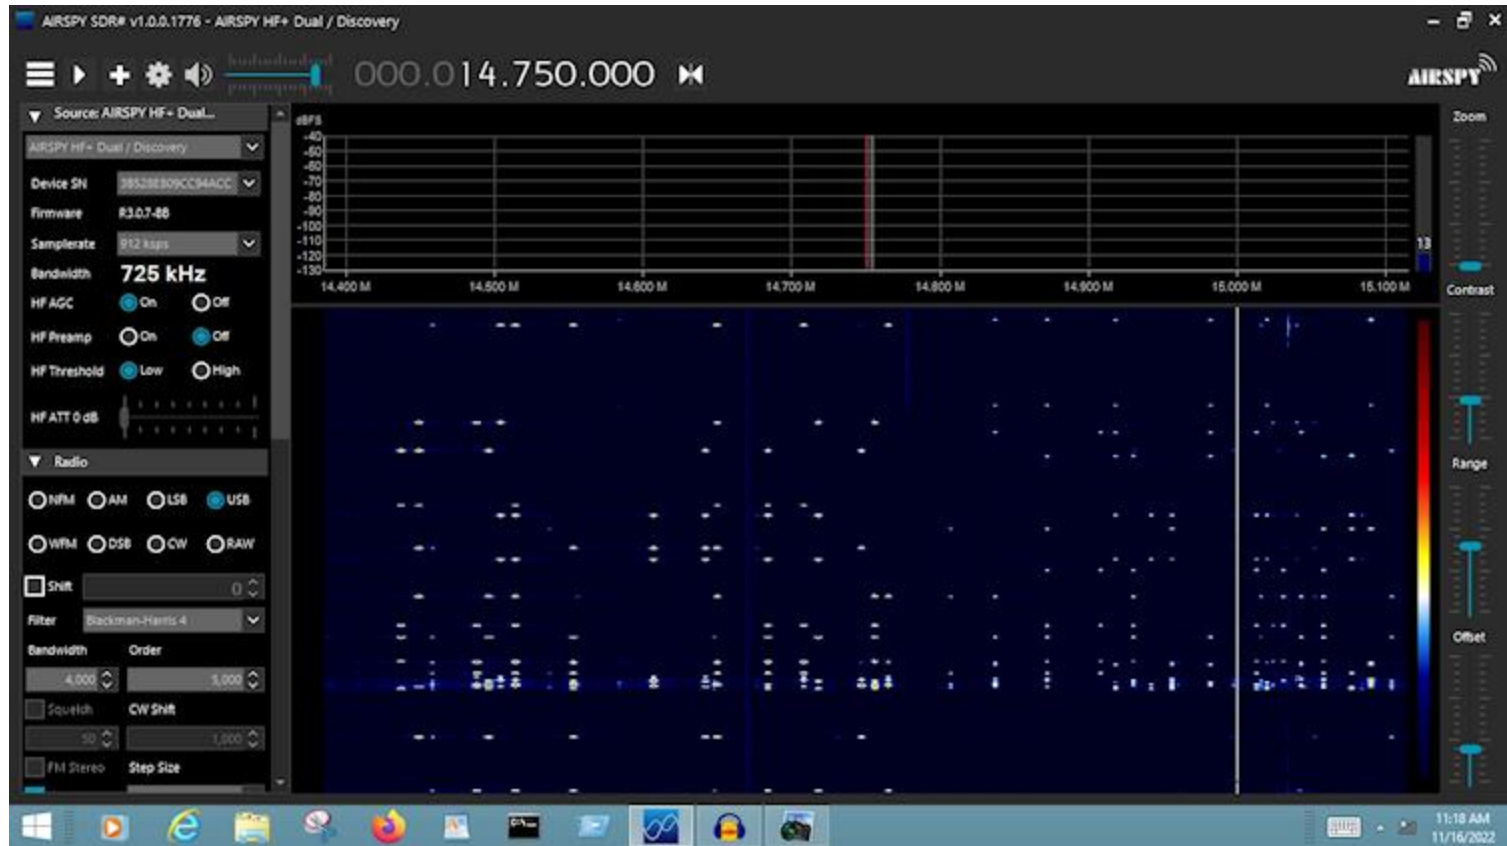 AIRSPY SDR# v1.0.0.1776 - AIRSPY HF+ Dual / Discovery
000.014.750.000
AIRSPY
Source: AIRSPY HF+ Dual...
AIRSPY HF+ Dual / Discovery
Device SN
Firmware R3.0.7-BB
Samplerate 912 ksps
Bandwidth 725 kHz
HF AGC On Off
HF Preamp On Off
HF Threshold Low High
HF ATT 0 dB
Radio
NFM AM LSB USB
WFM DSB CW RAW
Shift 0
Filter Blackman-Harris 4
Bandwidth Order
4,000 5,000
Squelch CW Shift
50 1,000
FM Stereo Step Size
dBFS
-40
-50
-60
-70
-80
-90
-100
-110
-120
-130
14.400 M 14.500 M 14.600 M 14.700 M 14.800 M 14.900 M 15.000 M 15.100 M
13
Zoom
Contrast
Range
Offset
11:18 AM
11/16/2022